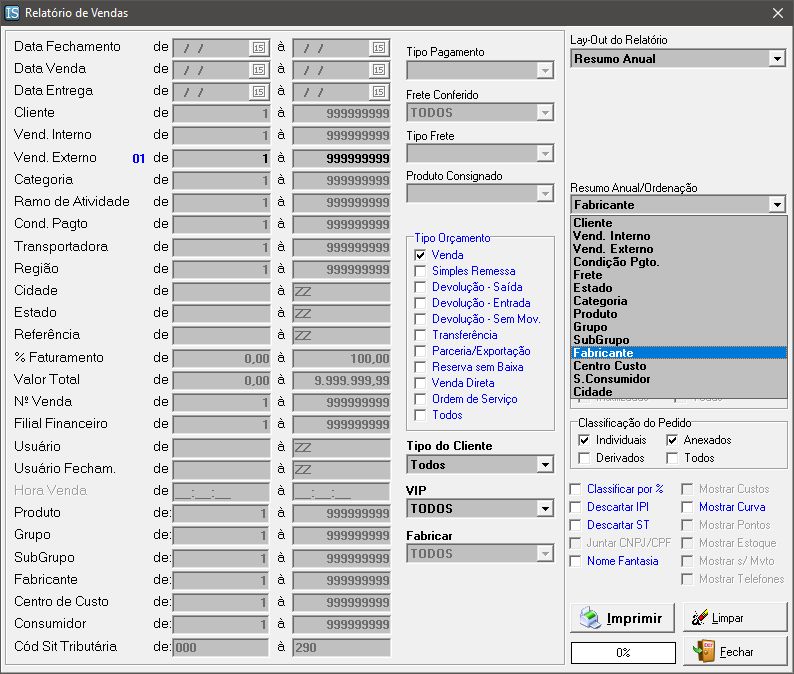 IS Relatório de Vendas
Data Fechamento de / / 15 à / / 15
Data Venda de / / 15 à / / 15
Data Entrega de / / 15 à / / 15
Cliente de 1 à 999999999
Vend. Interno de 1 à 999999999
Vend. Externo 01 de 1 à 999999999
Categoria de 1 à 999999999
Ramo de Atividade de 1 à 999999999
Cond. Pagto de 1 à 999999999
Transportadora de 1 à 999999999
Região de 1 à 999999999
Cidade de à ZZ
Estado de à ZZ
Referência de à ZZ
% Faturamento de 0,00 à 100,00
Valor Total de 0,00 à 9.999.999,99
Nº Venda de 1 à 999999999
Filial Financeiro de 1 à 999999999
Usuário de à ZZ
Usuário Fecham. de à ZZ
Hora Venda de __:__:__ à __:__:__
Produto de: 1 à 999999999
Grupo de: 1 à 999999999
SubGrupo de: 1 à 999999999
Fabricante de: 1 à 999999999
Centro de Custo de: 1 à 999999999
Consumidor de: 1 à 999999999
Cód Sit Tributária de: 000 à 290
Tipo Pagamento
Frete Conferido
TODOS
Tipo Frete
Produto Consignado
Tipo Orçamento
Venda
Simples Remessa
Devolução - Saída
Devolução - Entrada
Devolução - Sem Mov.
Transferência
Parceria/Exportação
Reserva sem Baixa
Venda Direta
Ordem de Serviço
Todos
Tipo do Cliente
Todos
VIP
TODOS
Fabricar
TODOS
Lay-Out do Relatório
Resumo Anual
Resumo Anual/Ordenação
Fabricante
Cliente
Vend. Interno
Vend. Externo
Condição Pgto.
Frete
Estado
Categoria
Produto
Grupo
SubGrupo
Fabricante
Centro Custo
S.Consumidor
Cidade
Classificação do Pedido
Individuais Anexados
Derivados Todos
Classificar por % Mostrar Custos
Descartar IPI Mostrar Curva
Descartar ST Mostrar Pontos
Juntar CNPJ/CPF Mostrar Estoque
Nome Fantasia Mostrar s/ Mvto
Mostrar Telefones
Imprimir Limpar
0% Fechar